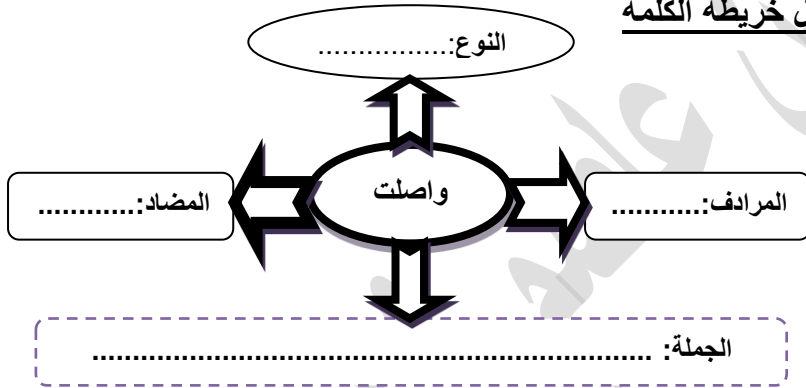 خريطة الكلمة
النوع:................
واصلت
المرادف:...........
المضاد:............
الجملة: ......................................................................